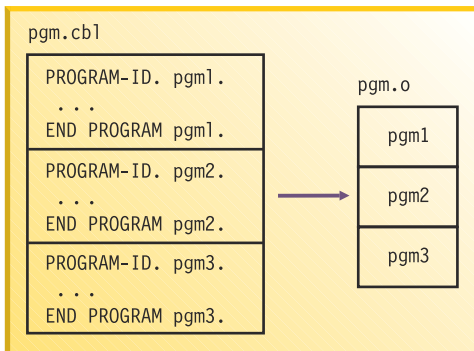 pgm.cbl
PROGRAM-ID. pgm1.
...
END PROGRAM pgm1.
PROGRAM-ID. pgm2.
...
END PROGRAM pgm2.
PROGRAM-ID. pgm3.
...
END PROGRAM pgm3.
pgm.o
pgm1
pgm2
pgm3